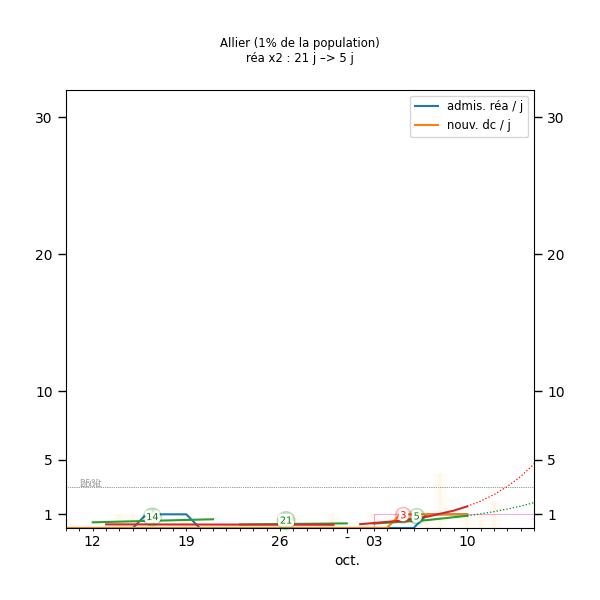 Allier (1% de la population)
réa x2 : 21 j –> 5 j
admis. réa / j
nouv. dc / j
30 30
20 20
10 10
5 5
1 1
14 21 3 5
12 19 26 - 03 10
oct.